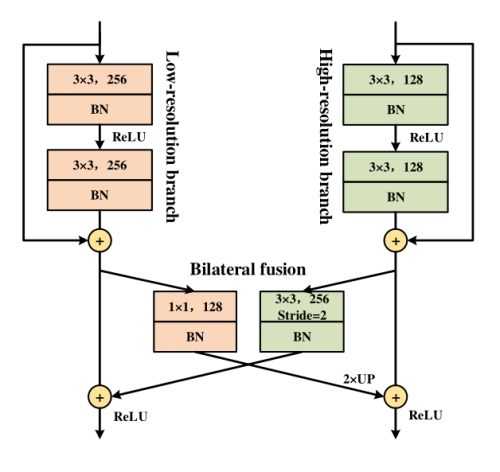 3×3, 256
BN
ReLU
3×3, 256
BN
Low-resolution branch
High-resolution branch
3×3, 128
BN
ReLU
3×3, 128
BN
+
+
Bilateral fusion
1×1, 128
BN
3×3, 256
Stride=2
BN
2×UP
+
ReLU
+
ReLU